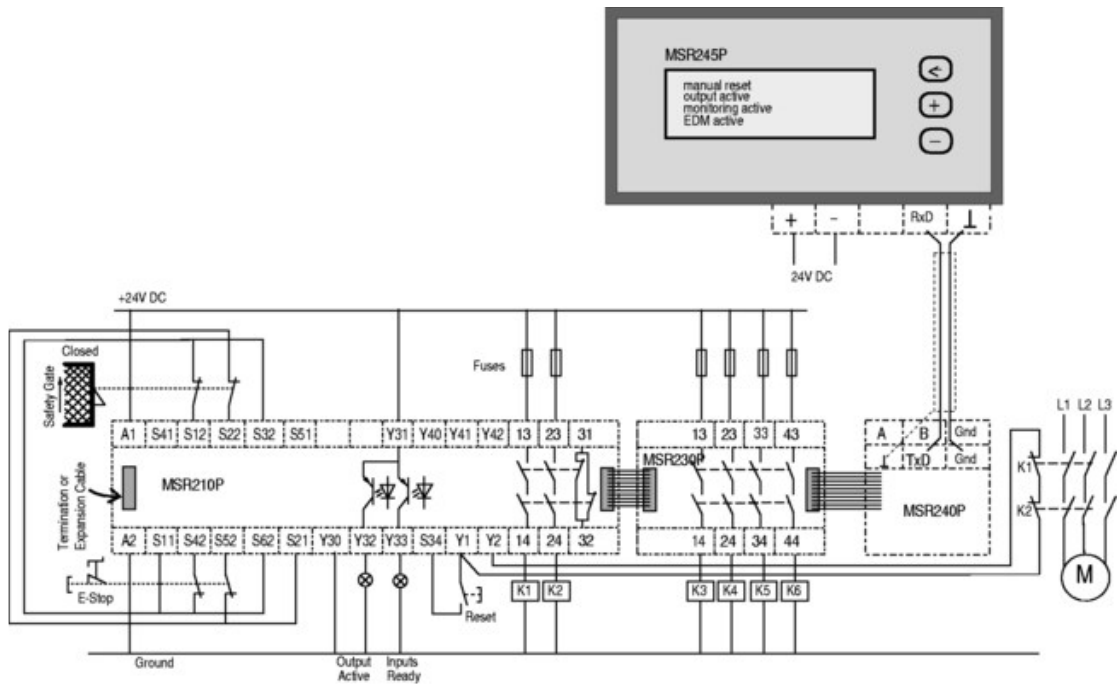 MSR245P
manual reset
output active
monitoring active
EDM active
<
+
−
+ − RxD ⊥
24V DC
+24V DC
Closed
Safety Gate
Fuses
L1 L2 L3
A1 S41 S12 S22 S32 S51 Y31 Y40 Y41 Y42 13 23 31
13 23 33 43
A B Gnd
⊥ TxD Gnd
Termination or
Expansion Cable
MSR210P
MSR230P
MSR240P
K1
K2
A2 S11 S42 S52 S62 S21 Y30 Y32 Y33 S34 Y1 Y2 14 24 32
14 24 34 44
M
E-Stop
K1 K2
K3 K4 K5 K6
Reset
Ground
Output
Active
Inputs
Ready